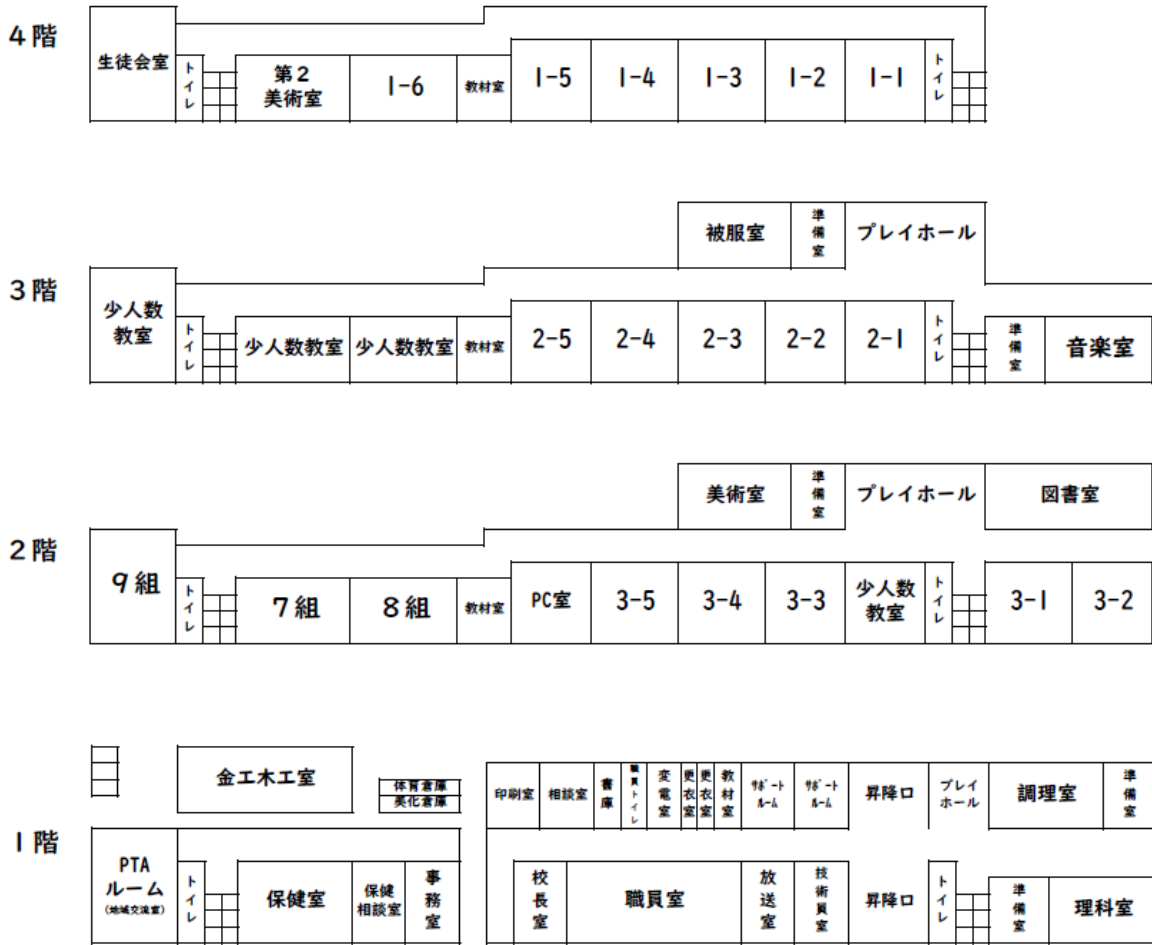 4階
生徒会室
トイレ
第2
美術室
1-6
教材室
1-5
1-4
1-3
1-2
1-1
トイレ
被服室
準備室
プレイホール
3階
少人数
教室
トイレ
少人数教室
少人数教室
教材室
2-5
2-4
2-3
2-2
2-1
トイレ
準備室
音楽室
美術室
準備室
プレイホール
図書室
2階
9組
トイレ
7組
8組
教材室
PC室
3-5
3-4
3-3
少人数
教室
トイレ
3-1
3-2
金工木工室
体育倉庫
美化倉庫
印刷室
相談室
書庫
職員トイレ
変電室
更衣室
更衣室
教材室
サポート
ルーム
サポート
ルーム
昇降口
プレイ
ホール
調理室
準備室
1階
PTA
ルーム
(地域交流室)
トイレ
保健室
保健
相談室
事務室
校長室
職員室
放送室
技術員室
昇降口
トイレ
準備室
理科室